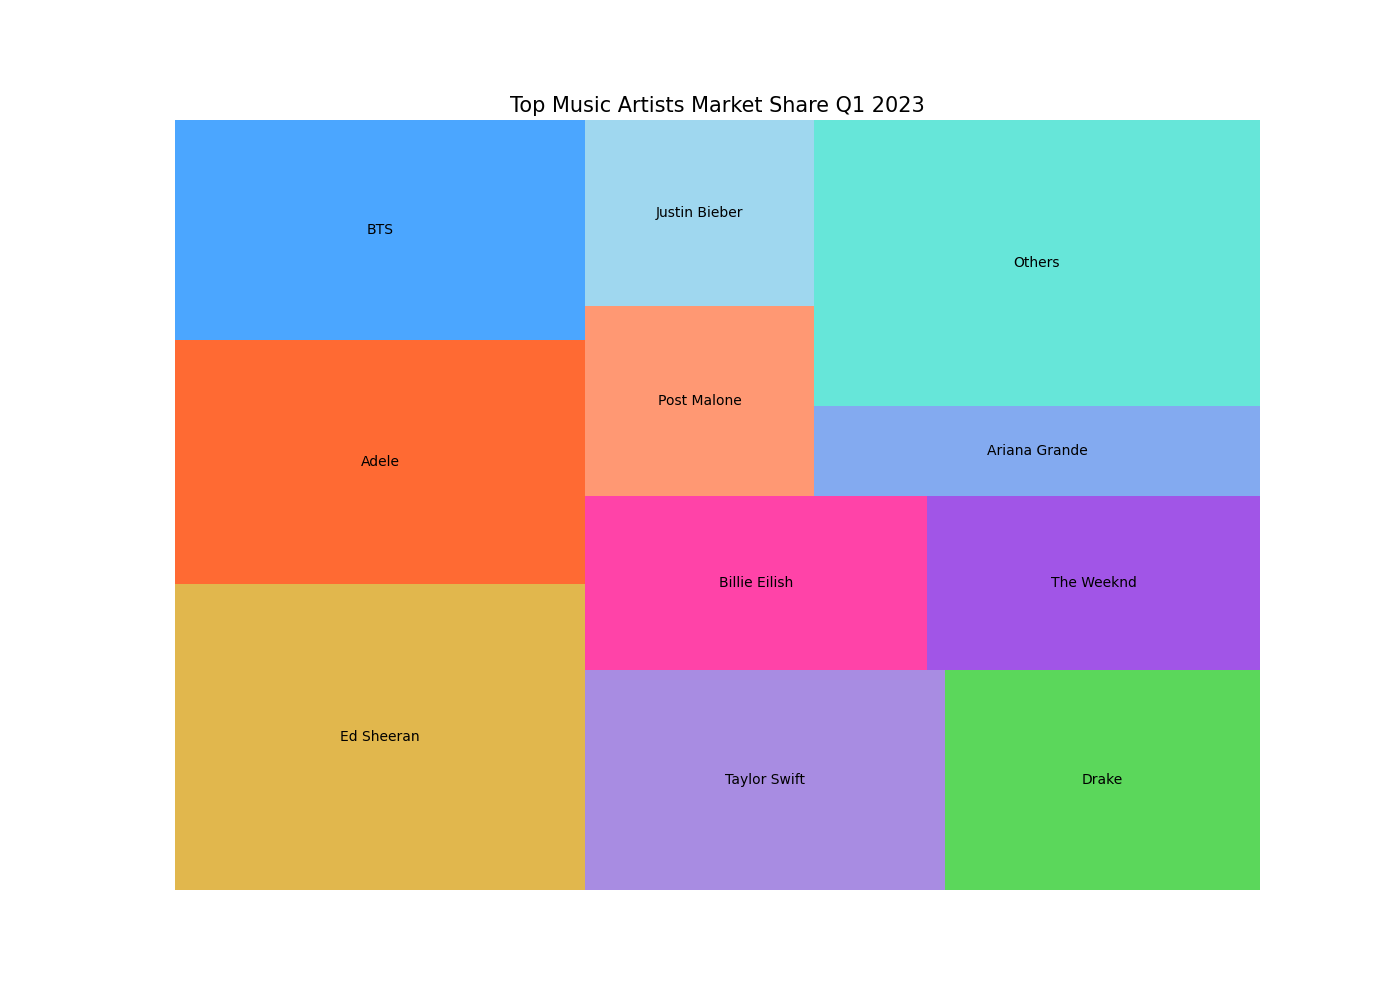 Top Music Artists Market Share Q1 2023
BTS
Justin Bieber
Others
Post Malone
Ariana Grande
Adele
Billie Eilish
The Weeknd
Ed Sheeran
Taylor Swift
Drake